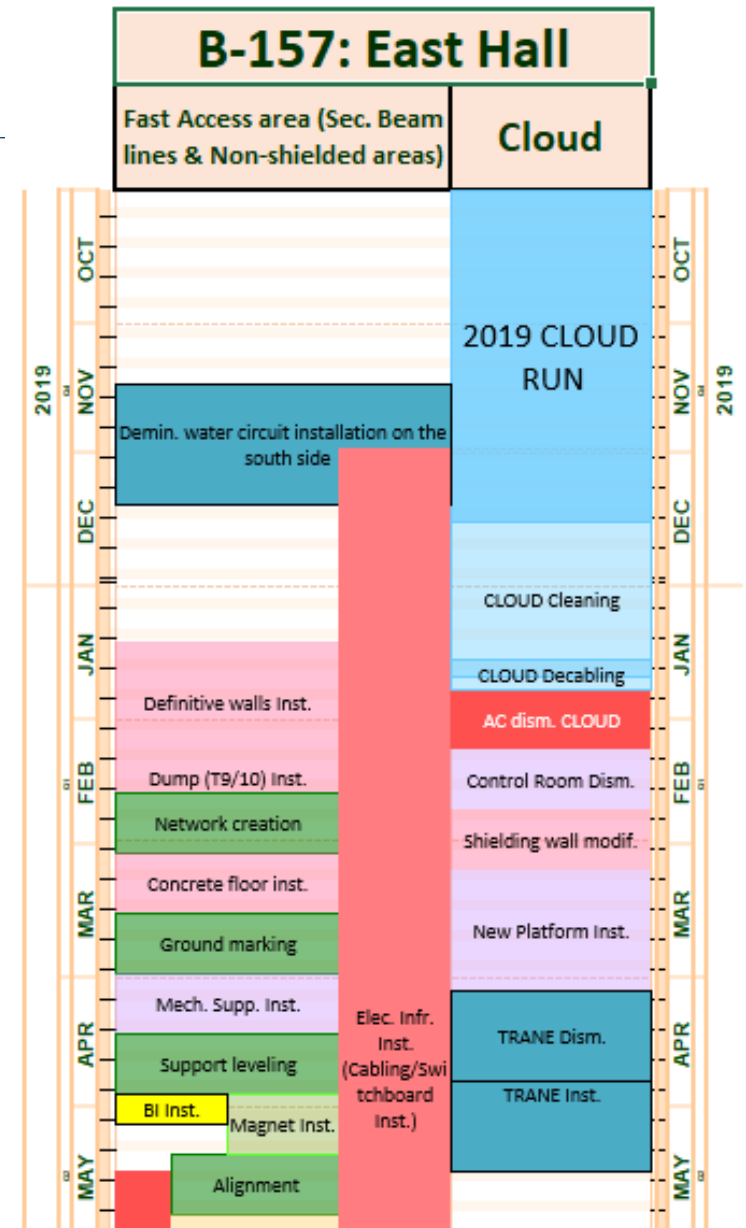 B-157: East Hall
Fast Access area (Sec. Beam
lines & Non-shielded areas)
Cloud
2019
OCT
NOV
DEC
JAN
FEB
MAR
APR
MAY
Demin. water circuit installation on the
south side
Definitive walls Inst.
Dump (T9/10) Inst.
Network creation
Concrete floor inst.
Ground marking
Mech. Supp. Inst.
Support leveling
BI Inst.
Magnet Inst.
Alignment
Elec. Infr.
Inst.
(Cabling/Swi
tchboard
Inst.)
2019 CLOUD
RUN
CLOUD Cleaning
CLOUD Decabling
AC dism. CLOUD
Control Room Dism.
Shielding wall modif.
New Platform Inst.
TRANE Dism.
TRANE Inst.
OCT
NOV
DEC
JAN
FEB
MAR
APR
MAY
2019